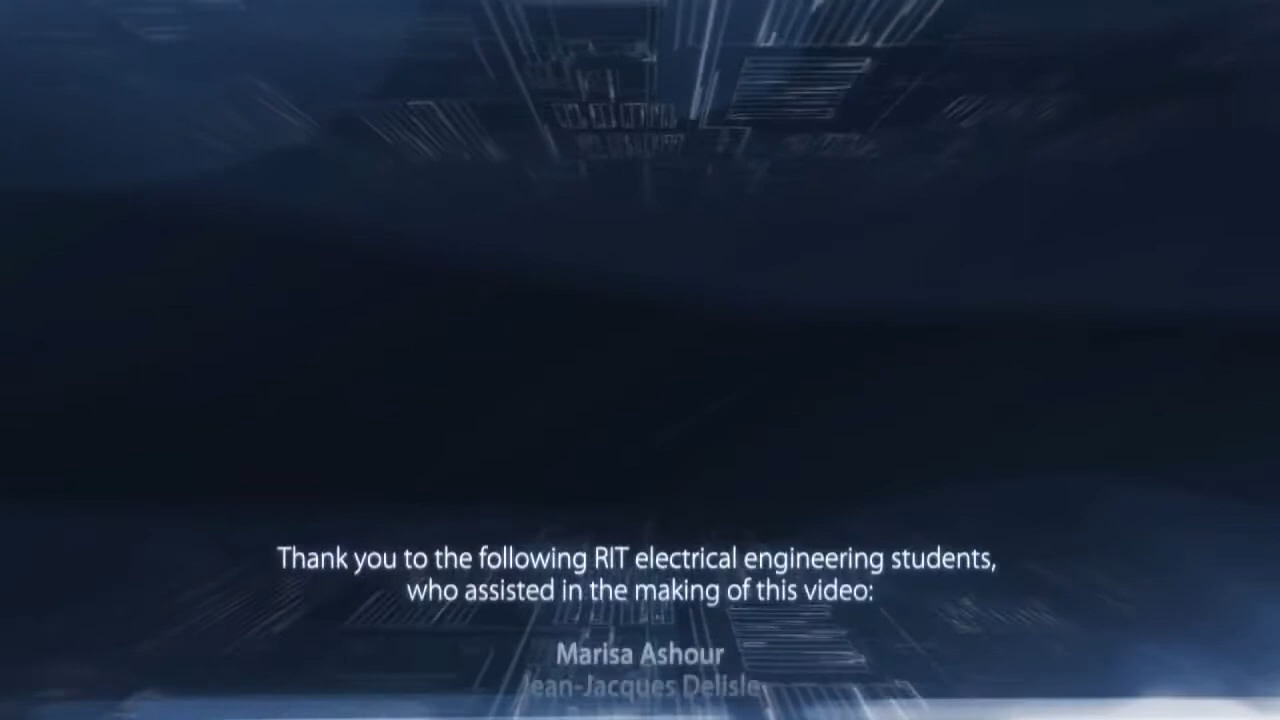 Thank you to the following RIT electrical engineering students,
who assisted in the making of this video:
Marisa Ashour
Jean-Jacques Delisle